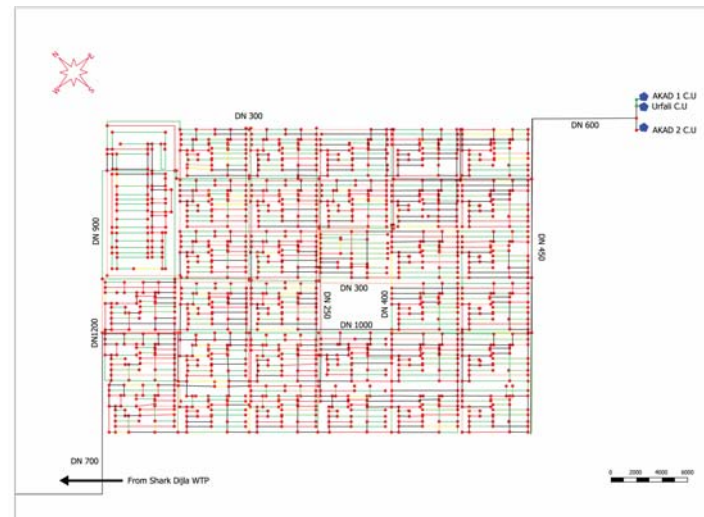 N
S
W
S
DN 300
AKAD 1 C.U
Urfali C.U
DN 600
AKAD 2 C.U
DN 900
DN 450
DN 300
DN 250
DN 400
DN 1000
DN1200
DN 700
From Shark Dijla WTP
0 2000 4000 6000